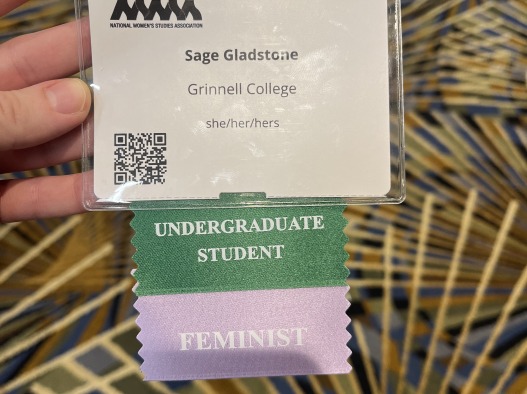 NATIONAL WOMEN'S STUDIES ASSOCIATION
Sage Gladstone
Grinnell College
she/her/hers
UNDERGRADUATE
STUDENT
FEMINIST